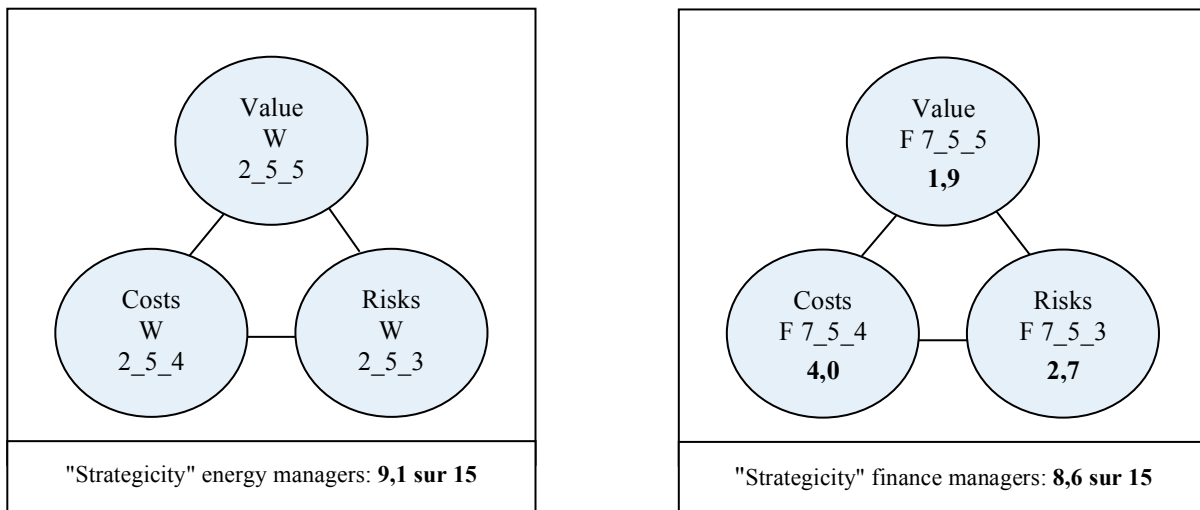 Value
W
2_5_5
Costs
W
2_5_4
Risks
W
2_5_3
"Strategicity" energy managers: 9,1 sur 15
Value
F 7_5_5
1,9
Costs
F 7_5_4
4,0
Risks
F 7_5_3
2,7
"Strategicity" finance managers: 8,6 sur 15